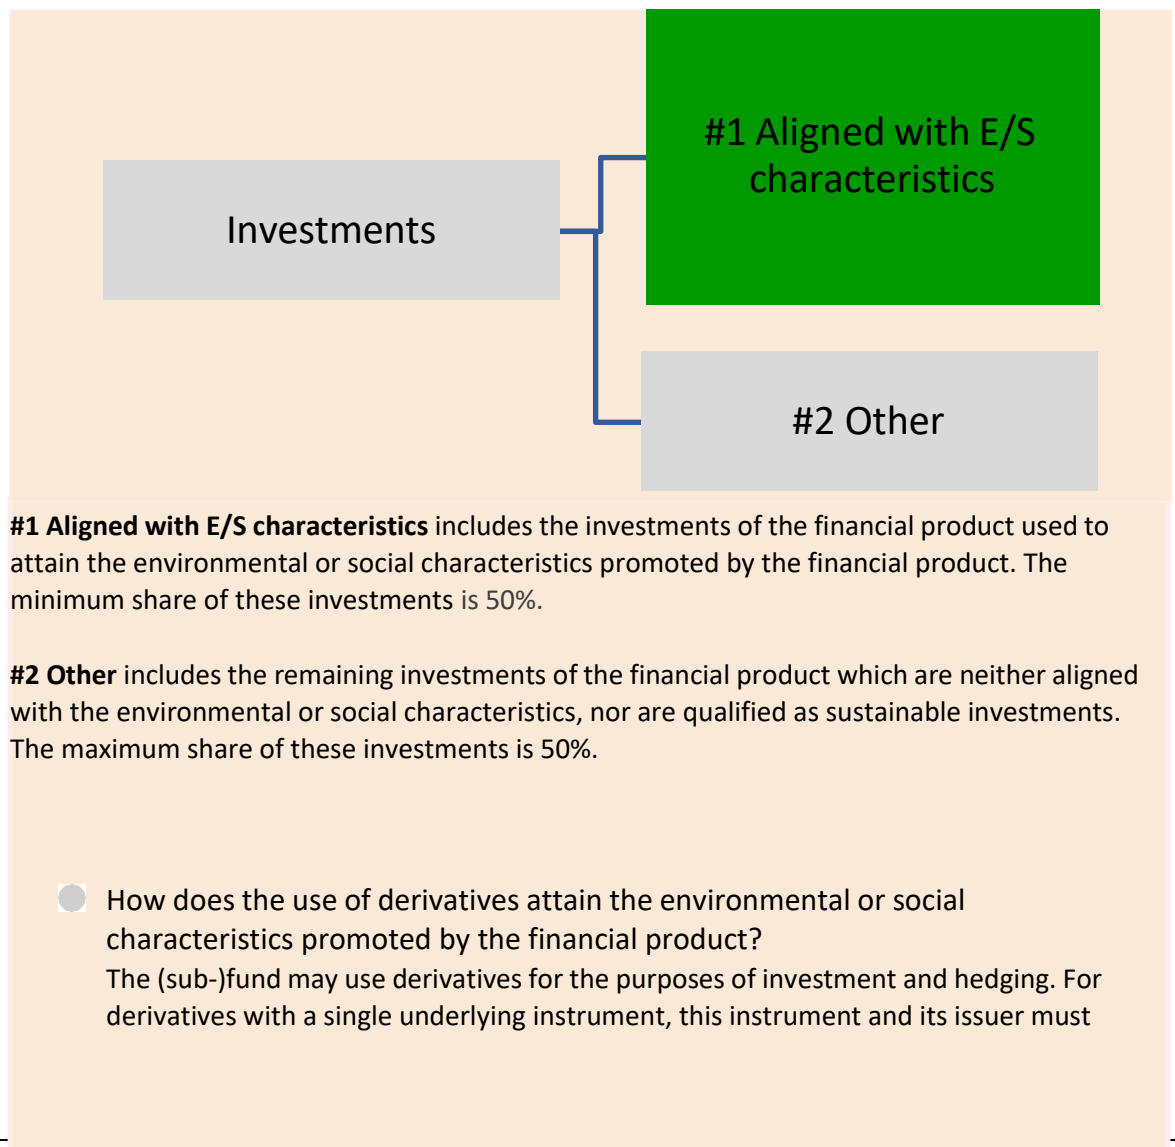 #1 Aligned with E/S
characteristics
Investments
#2 Other
#1 Aligned with E/S characteristics includes the investments of the financial product used to
attain the environmental or social characteristics promoted by the financial product. The
minimum share of these investments is 50%.
#2 Other includes the remaining investments of the financial product which are neither aligned
with the environmental or social characteristics, nor are qualified as sustainable investments.
The maximum share of these investments is 50%.
How does the use of derivatives attain the environmental or social
characteristics promoted by the financial product?
The (sub-)fund may use derivatives for the purposes of investment and hedging. For
derivatives with a single underlying instrument, this instrument and its issuer must